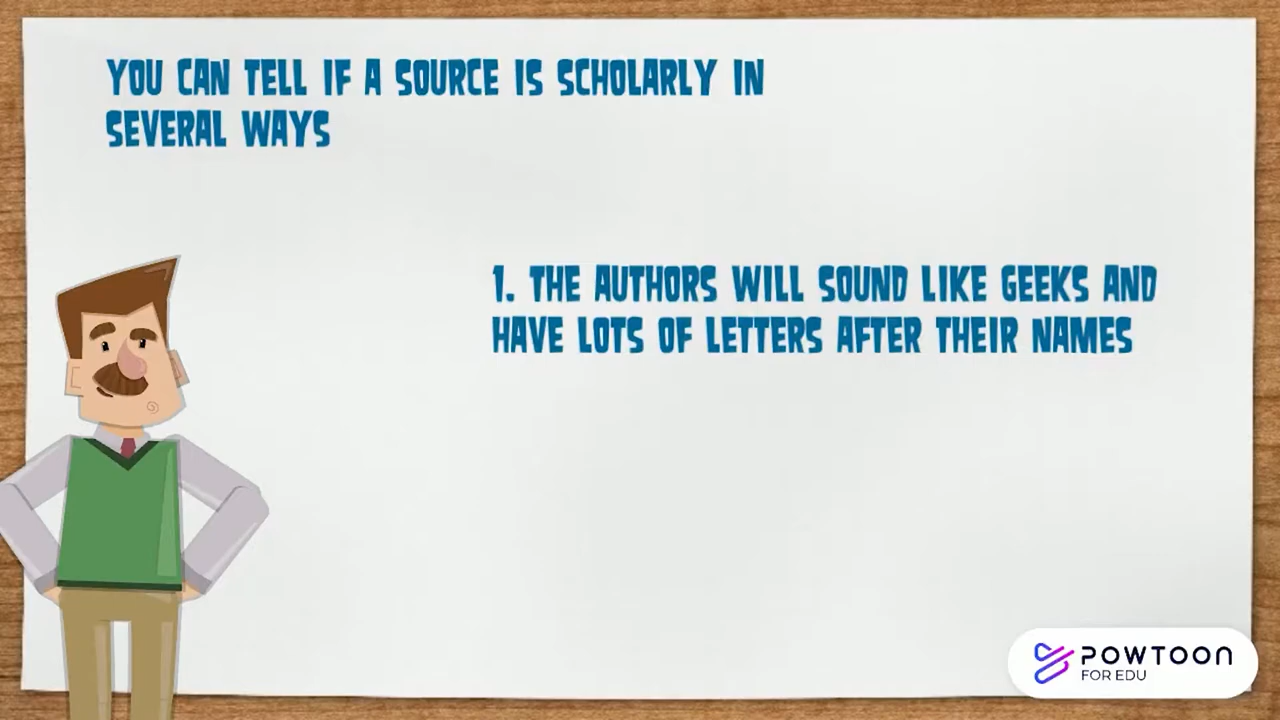 YOU CAN TELL IF A SOURCE IS SCHOLARLY IN
SEVERAL WAYS
1. THE AUTHORS WILL SOUND LIKE GEEKS AND
HAVE LOTS OF LETTERS AFTER THEIR NAMES
POWTOON
FOR EDU